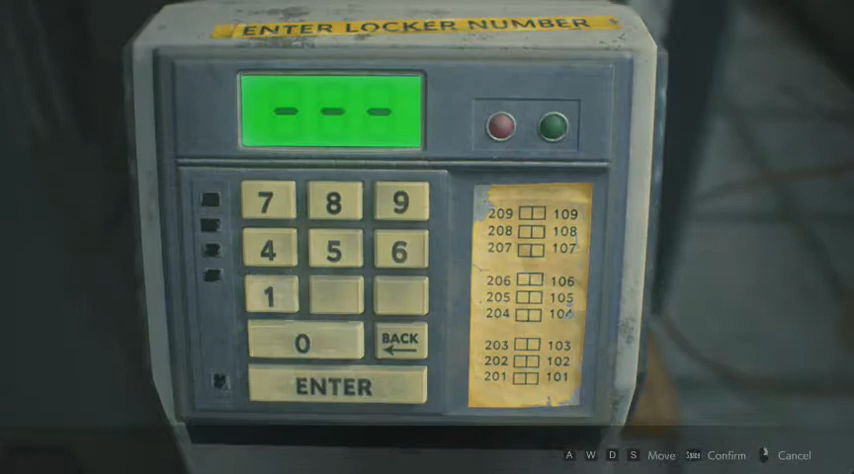 ENTER LOCKER NUMBER
- - -
7 8 9
4 5 6
1
0 BACK
ENTER
209 109
208 108
207 107
206 106
205 105
204 104
203 103
202 102
201 101
A W D S Move Space Confirm Cancel